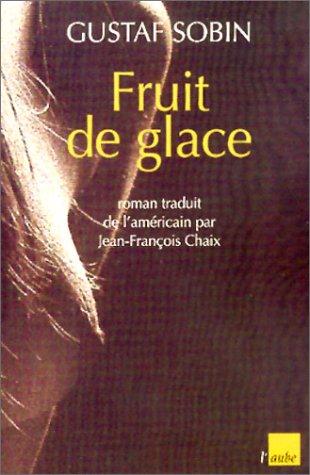 GUSTAF SOBIN
Fruit
de glace
roman traduit
de l'américain par
Jean-François Chaix
l'aube